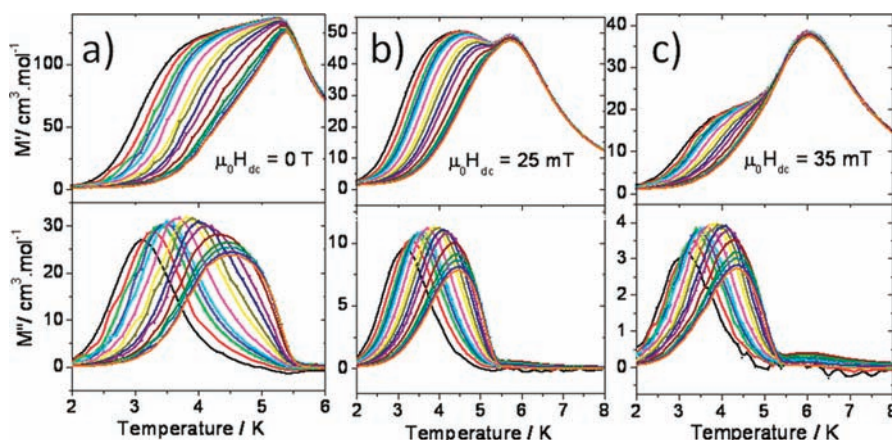 a)
M'/ cm³.mol⁻¹
0
50
100
μ₀H_dc = 0 T
b)
0
10
20
30
40
50
μ₀H_dc = 25 mT
c)
0
10
20
30
40
μ₀H_dc = 35 mT
M''/ cm³.mol⁻¹
0
10
20
30
0
5
10
0
1
2
3
4
2 3 4 5 6
2 3 4 5 6 7 8
2 3 4 5 6 7 8
Temperature / K
Temperature / K
Temperature / K